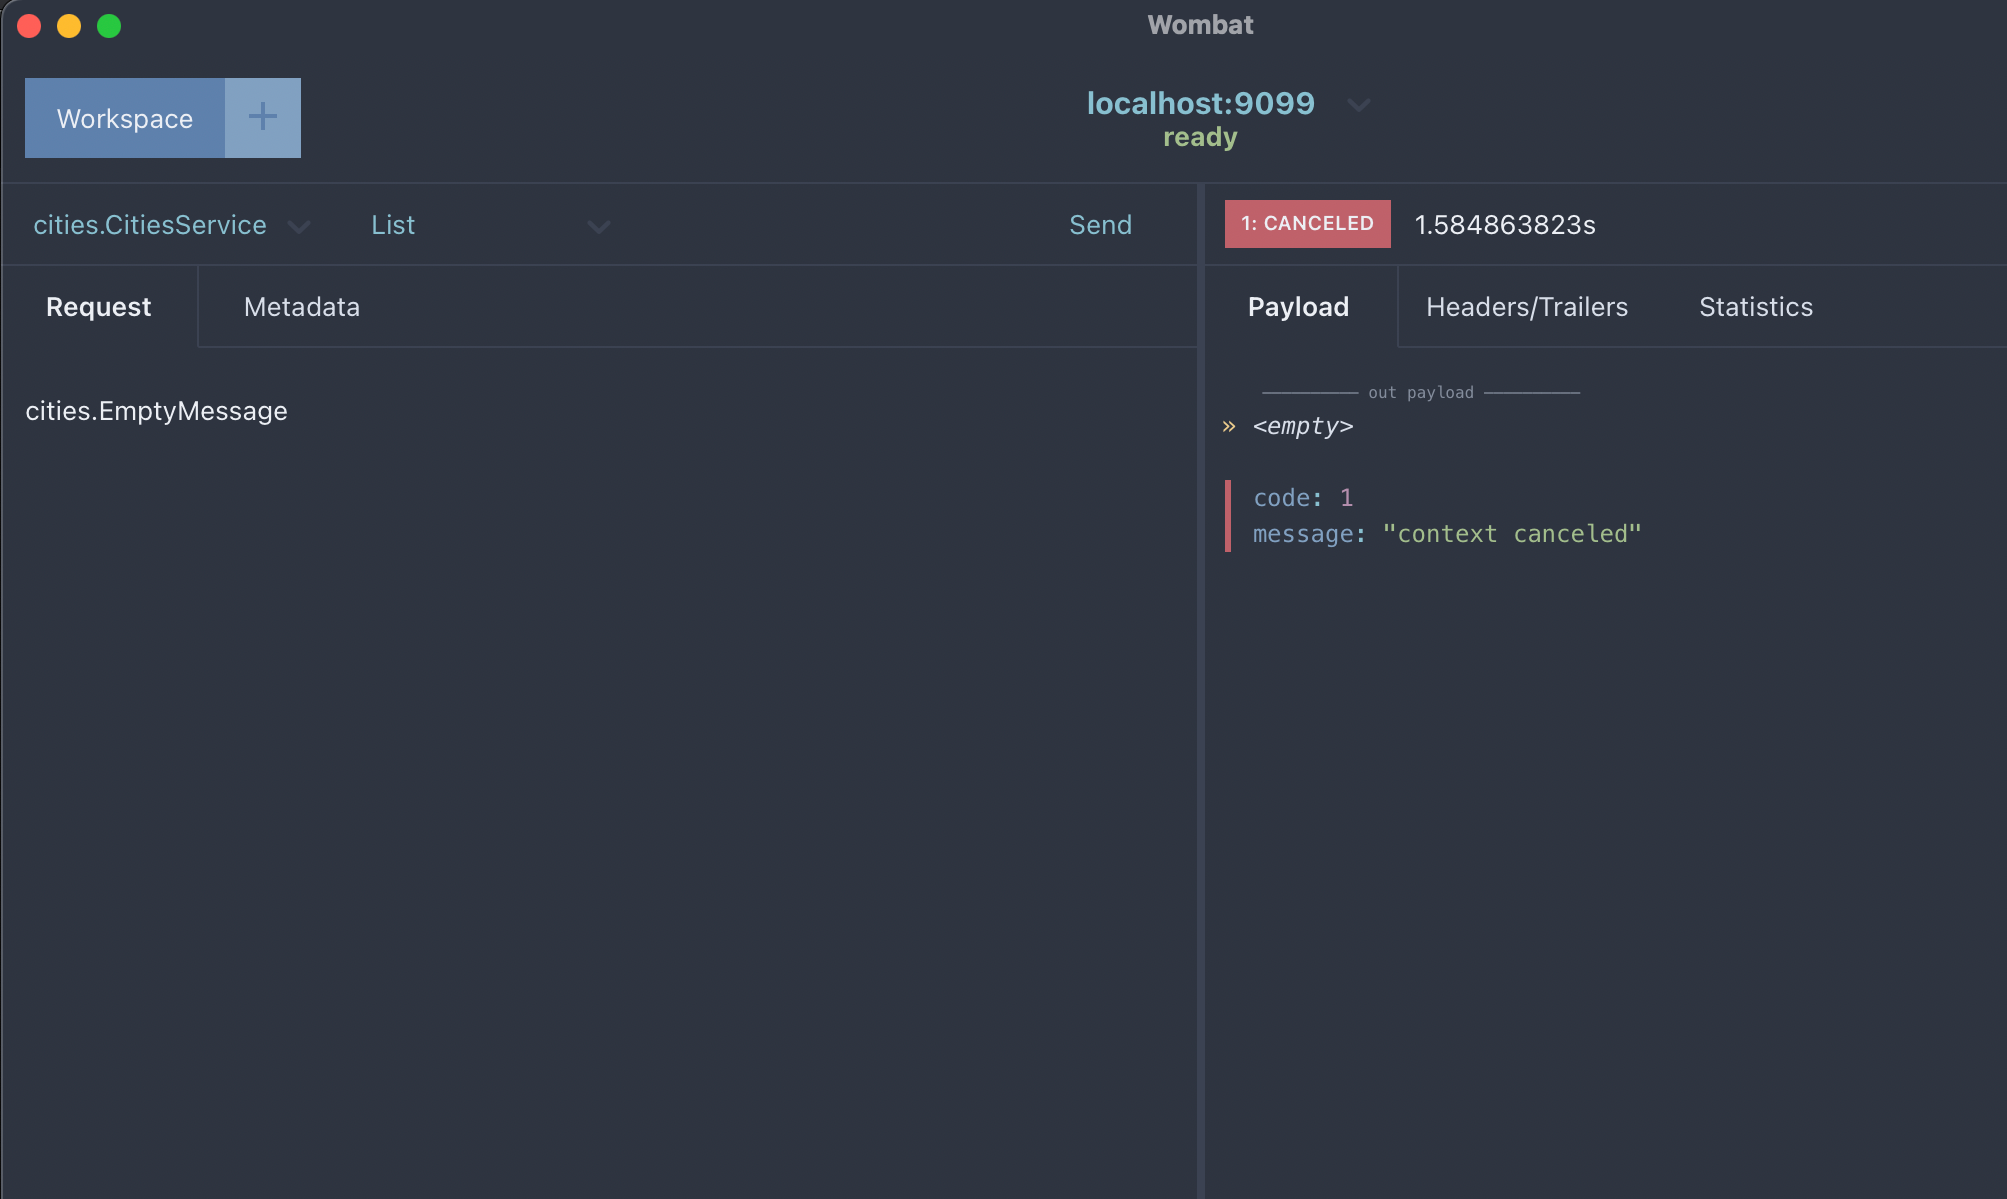 Wombat
Workspace
localhost:9099
ready
cities.CitiesService List Send
1: CANCELED 1.584863823s
Request Metadata
Payload Headers/Trailers Statistics
cities.EmptyMessage
out payload
» <empty>
code: 1
message: "context canceled"